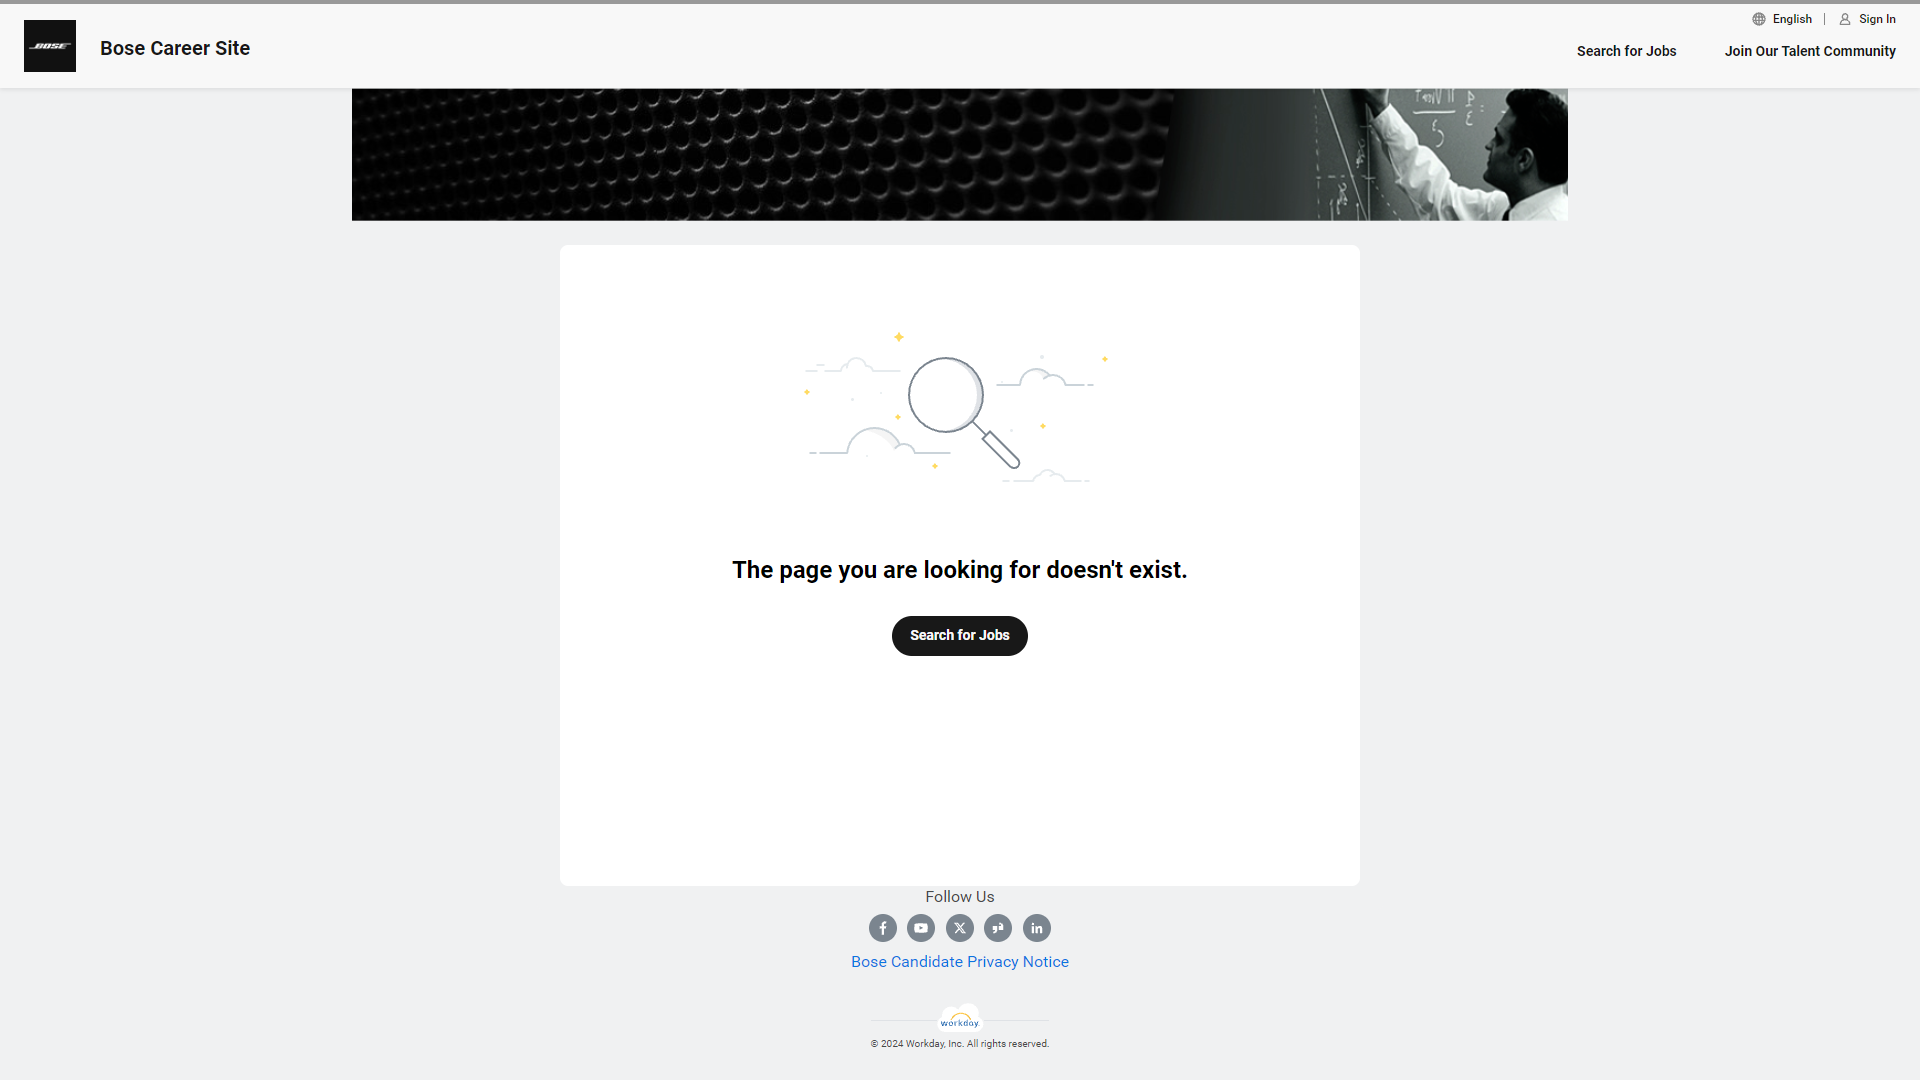 English
Sign In
BOSE
Bose Career Site
Search for Jobs
Join Our Talent Community
The page you are looking for doesn't exist.
Search for Jobs
Follow Us
Bose Candidate Privacy Notice
workday.
© 2024 Workday, Inc. All rights reserved.